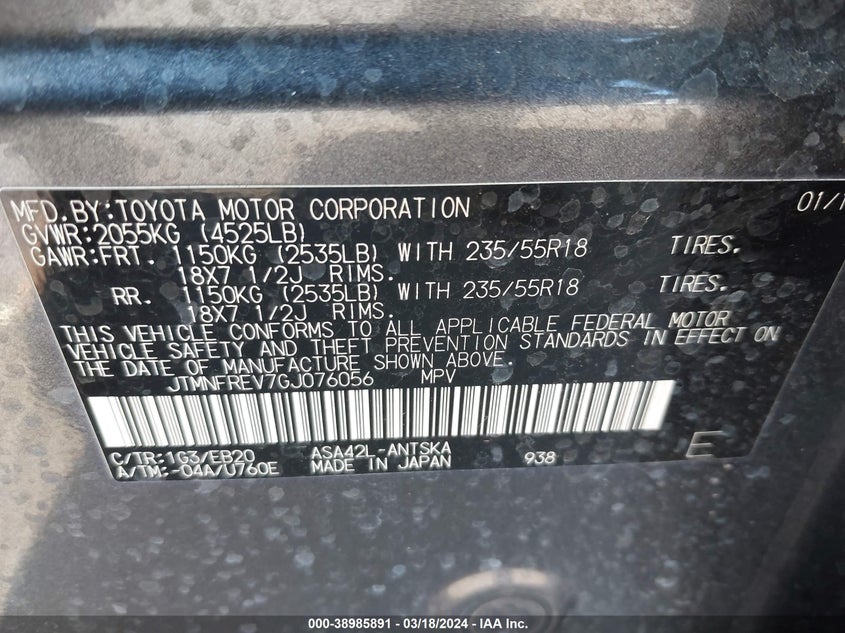 MFD.BY:TOYOTA MOTOR CORPORATION 01/1
GVWR:2055KG (4525LB)
GAWR:FRT. 1150KG (2535LB) WITH 235/55R18 TIRES.
18X7 1/2J RIMS.
RR. 1150KG (2535LB) WITH 235/55R18 TIRES.
18X7 1/2J RIMS.
THIS VEHICLE CONFORMS TO ALL APPLICABLE FEDERAL MOTOR
VEHICLE SAFETY AND THEFT PREVENTION STANDARDS IN EFFECT ON
THE DATE OF MANUFACTURE SHOWN ABOVE.
JTMNFREV7GJ076056 MPV
C/TR:1G3/EB20 ASA42L-ANTSKA 938 E
A/TM:-04A/U760E MADE IN JAPAN
000-38985891 - 03/18/2024 - IAA Inc.